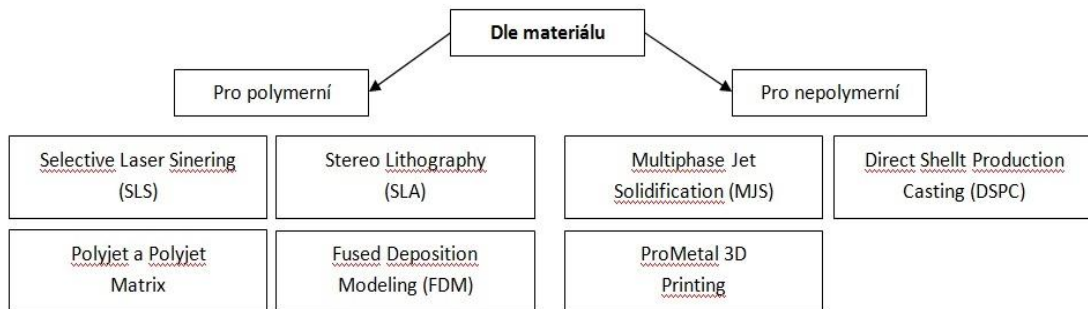 Dle materiálu
Pro polymerní
Pro nepolymerní
Selective Laser Sinering
(SLS)
Stereo Lithography
(SLA)
Multiphase Jet
Solidification (MJS)
Direct Shellt Production
Casting (DSPC)
Polyjet a Polyjet
Matrix
Fused Deposition
Modeling (FDM)
ProMetal 3D
Printing